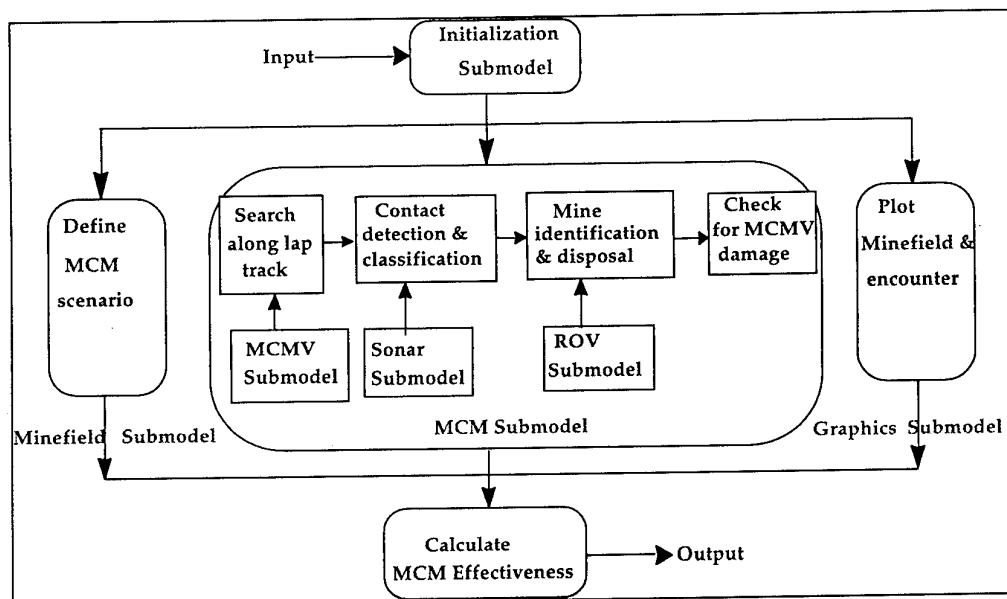 Initialization
Submodel
Input
Define
MCM
scenario
Search
along lap
track
Contact
detection &
classification
Mine
identification
& disposal
Check
for MCMV
damage
Plot
Minefield &
encounter
MCMV
Submodel
Sonar
Submodel
ROV
Submodel
MCM Submodel
Minefield Submodel
Graphics Submodel
Calculate
MCM Effectiveness
Output